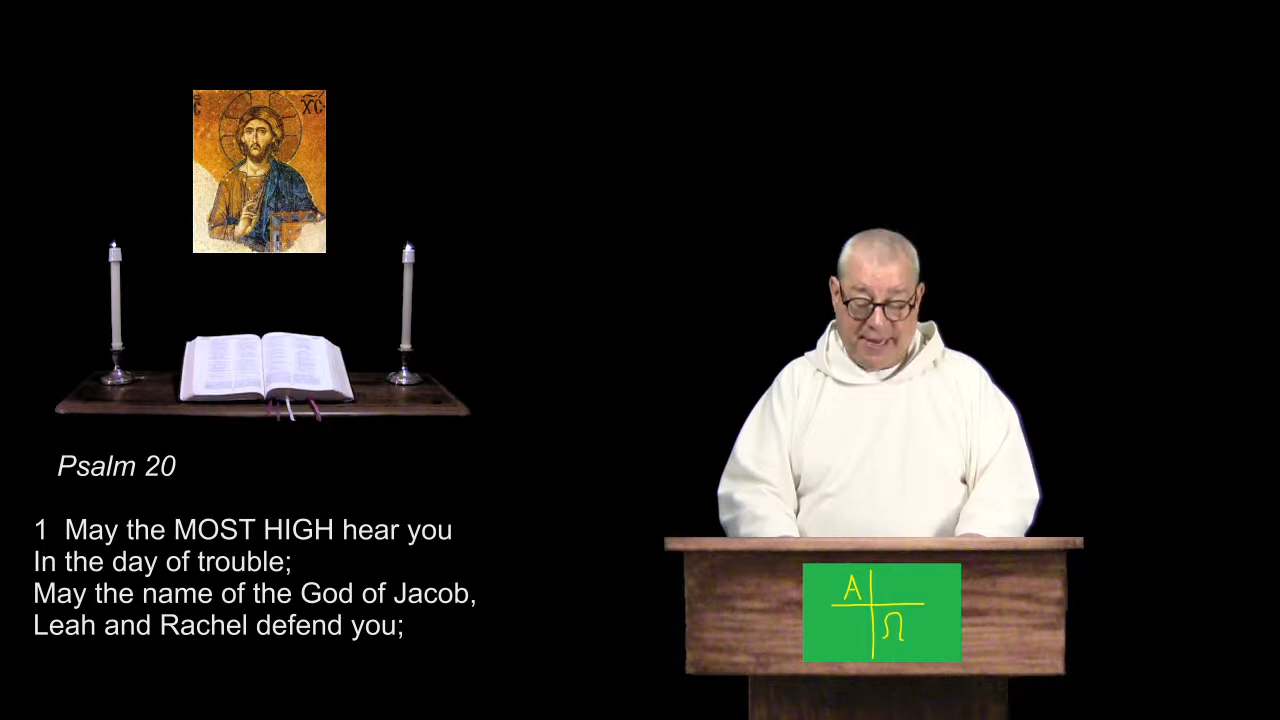 C XC
Psalm 20
1 May the MOST HIGH hear you
In the day of trouble;
May the name of the God of Jacob,
Leah and Rachel defend you;
A
Ω